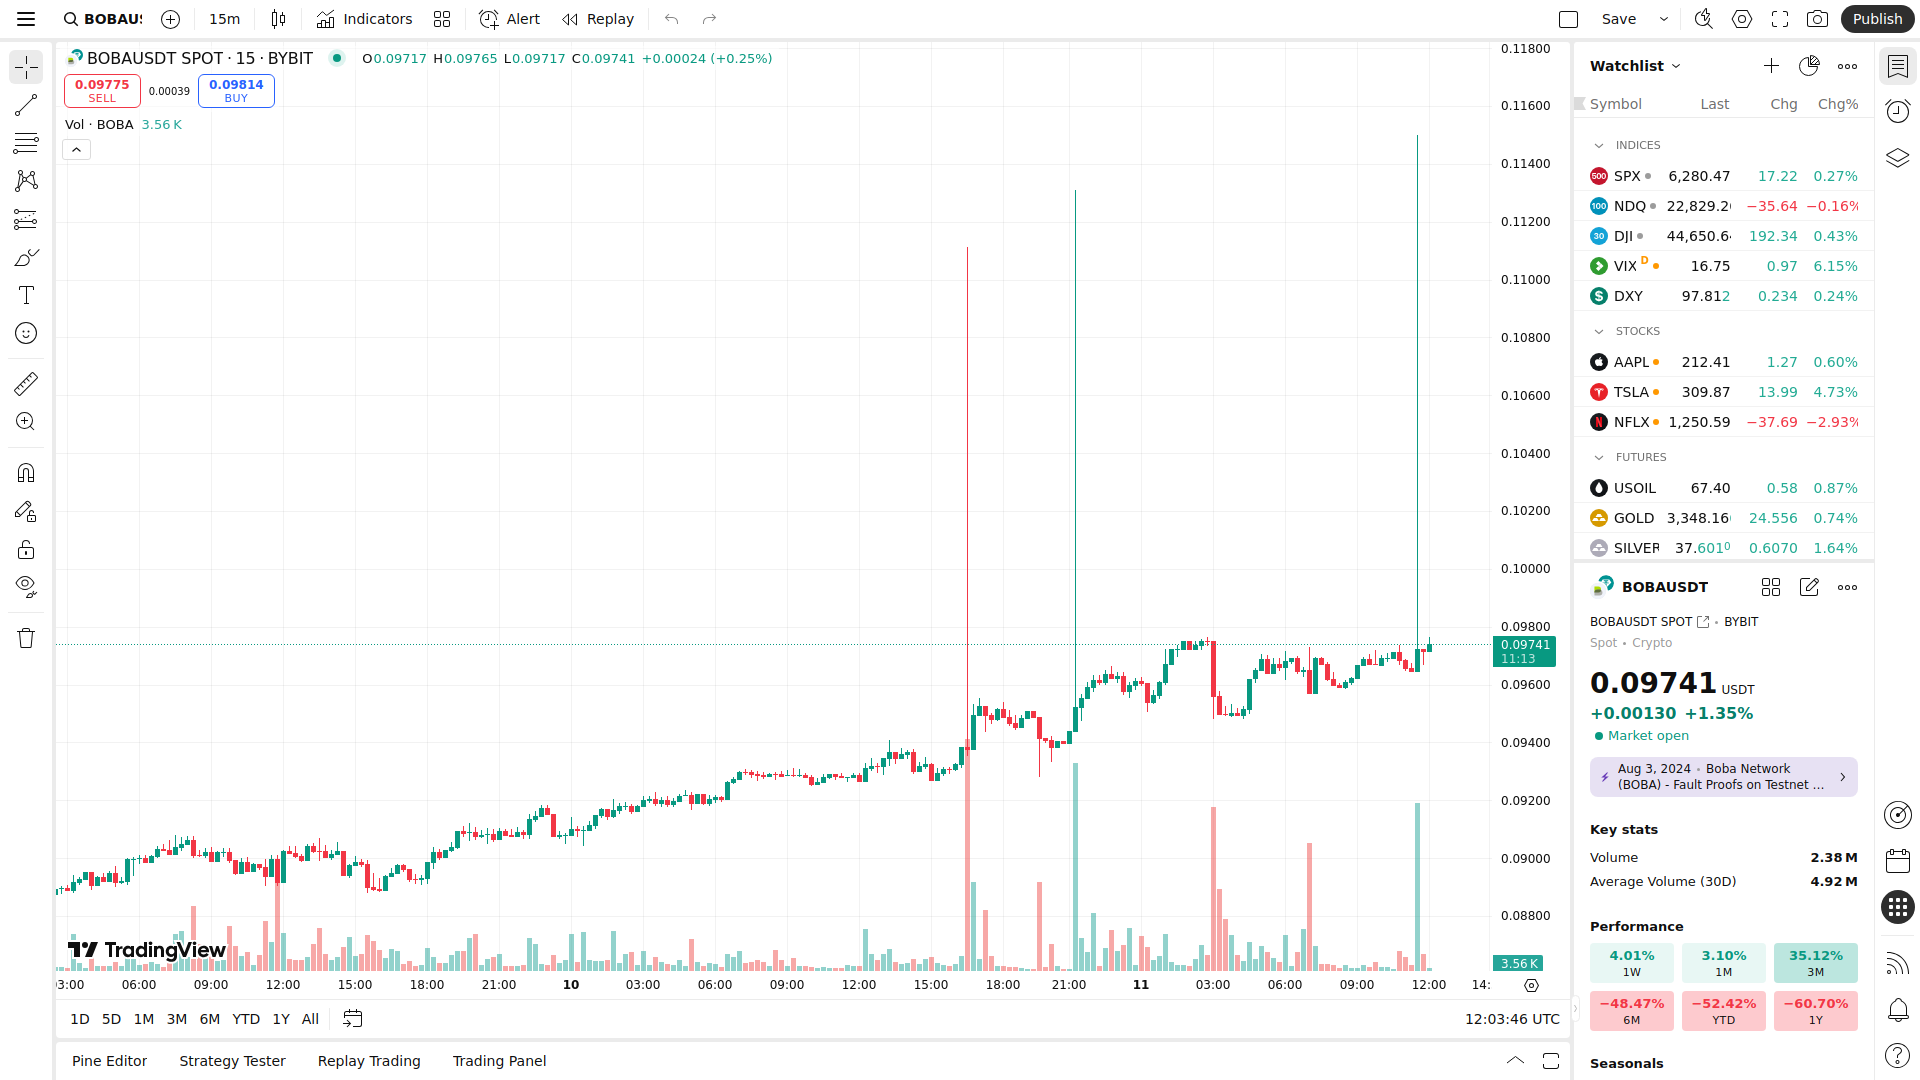 BOBAUS
15m
Indicators
Alert
Replay
Save
Publish
BOBAUSDT SPOT · 15 · BYBIT
O0.09717 H0.09765 L0.09717 C0.09741 +0.00024 (+0.25%)
0.09775
SELL
0.00039
0.09814
BUY
Vol · BOBA 3.56 K
0.11800
0.11600
0.11400
0.11200
0.11000
0.10800
0.10600
0.10400
0.10200
0.10000
0.09800
0.09741
11:13
0.09600
0.09400
0.09200
0.09000
0.08800
3.56 K
TradingView
03:00 06:00 09:00 12:00 15:00 18:00 21:00 10 03:00 06:00 09:00 12:00 15:00 18:00 21:00 11 03:00 06:00 09:00 12:00 14:
1D 5D 1M 3M 6M YTD 1Y All
12:03:46 UTC
Pine Editor Strategy Tester Replay Trading Trading Panel
Watchlist
Symbol Last Chg Chg%
INDICES
500 SPX 6,280.47 17.22 0.27%
100 NDQ 22,829.2 −35.64 −0.16%
30 DJI 44,650.6 192.34 0.43%
VIX D 16.75 0.97 6.15%
$ DXY 97.812 0.234 0.24%
STOCKS
AAPL 212.41 1.27 0.60%
TSLA 309.87 13.99 4.73%
N NFLX 1,250.59 −37.69 −2.93%
FUTURES
USOIL 67.40 0.58 0.87%
GOLD 3,348.16 24.556 0.74%
SILVER 37.6010 0.6070 1.64%
BOBAUSDT
BOBAUSDT SPOT • BYBIT
Spot • Crypto
0.09741 USDT
+0.00130 +1.35%
Market open
Aug 3, 2024 • Boba Network
(BOBA) - Fault Proofs on Testnet ...
Key stats
Volume 2.38 M
Average Volume (30D) 4.92 M
Performance
4.01% 3.10% 35.12%
1W 1M 3M
−48.47% −52.42% −60.70%
6M YTD 1Y
Seasonals